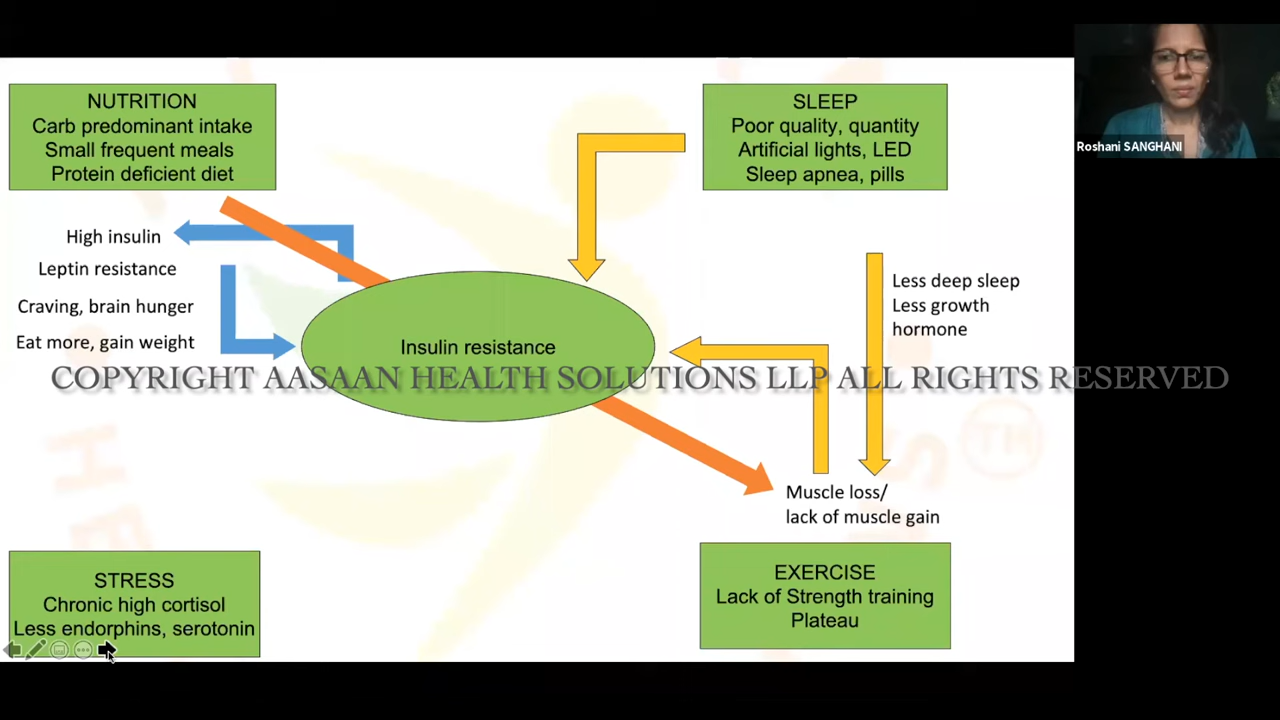 NUTRITION
Carb predominant intake
Small frequent meals
Protein deficient diet
SLEEP
Poor quality, quantity
Artificial lights, LED
Sleep apnea, pills
Roshani SANGHANI
High insulin
Leptin resistance
Craving, brain hunger
Eat more, gain weight
Less deep sleep
Less growth
hormone
Insulin resistance
COPYRIGHT AASAAN HEALTH SOLUTIONS LLP ALL RIGHTS RESERVED
TM
Muscle loss/
lack of muscle gain
STRESS
Chronic high cortisol
Less endorphins, serotonin
EXERCISE
Lack of Strength training
Plateau